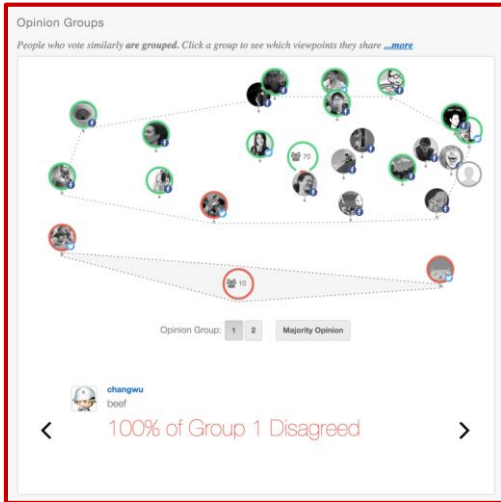 Opinion Groups
People who vote similarly are grouped. Click a group to see which viewpoints they share ...more
70
10
Opinion Group: 1 2 Majority Opinion
changwu
beef
100% of Group 1 Disagreed